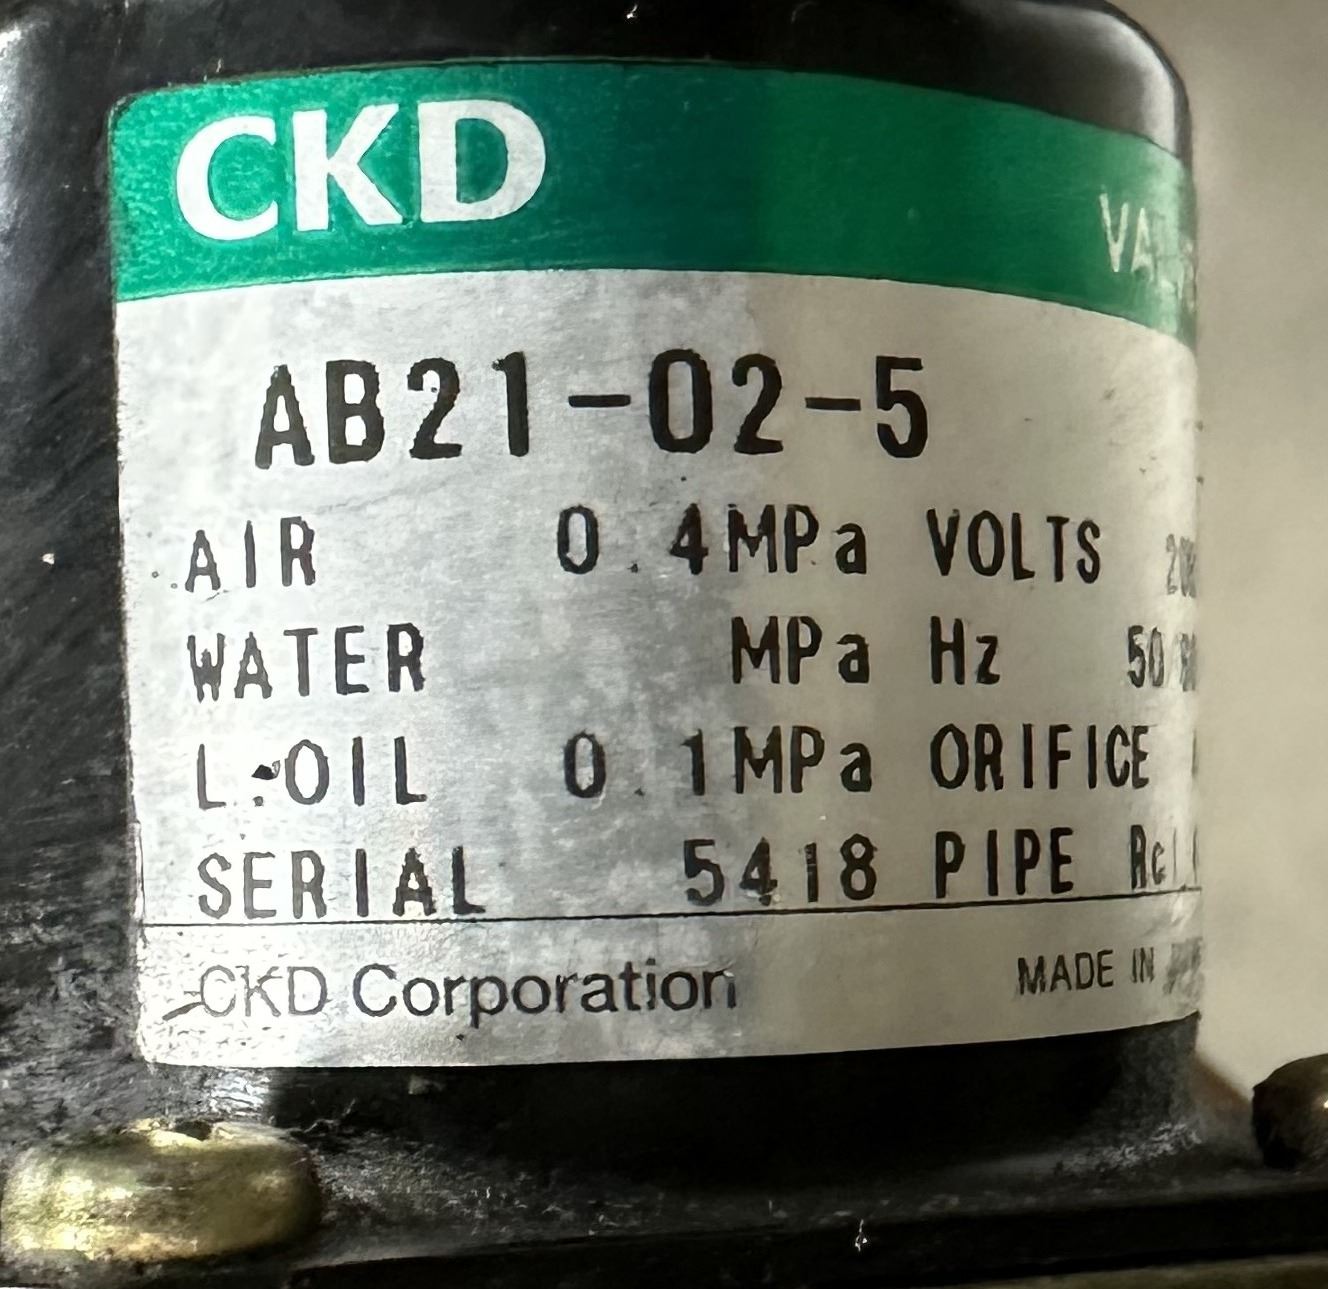 CKD
AB21-02-5
AIR 0.4MPa VOLTS
WATER MPa Hz 50
L-OIL 0.1MPa ORIFICE
SERIAL 5418 PIPE
CKD Corporation MADE IN